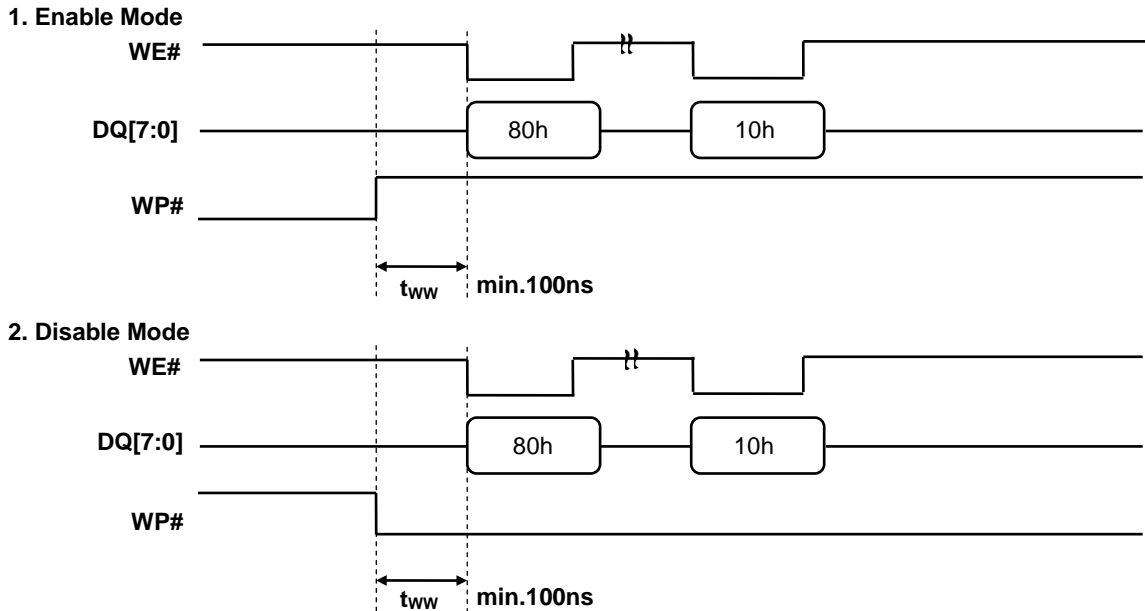 1. Enable Mode
WE#
DQ[7:0] 80h 10h
WP#
tWW min.100ns
2. Disable Mode
WE#
DQ[7:0] 80h 10h
WP#
tWW min.100ns